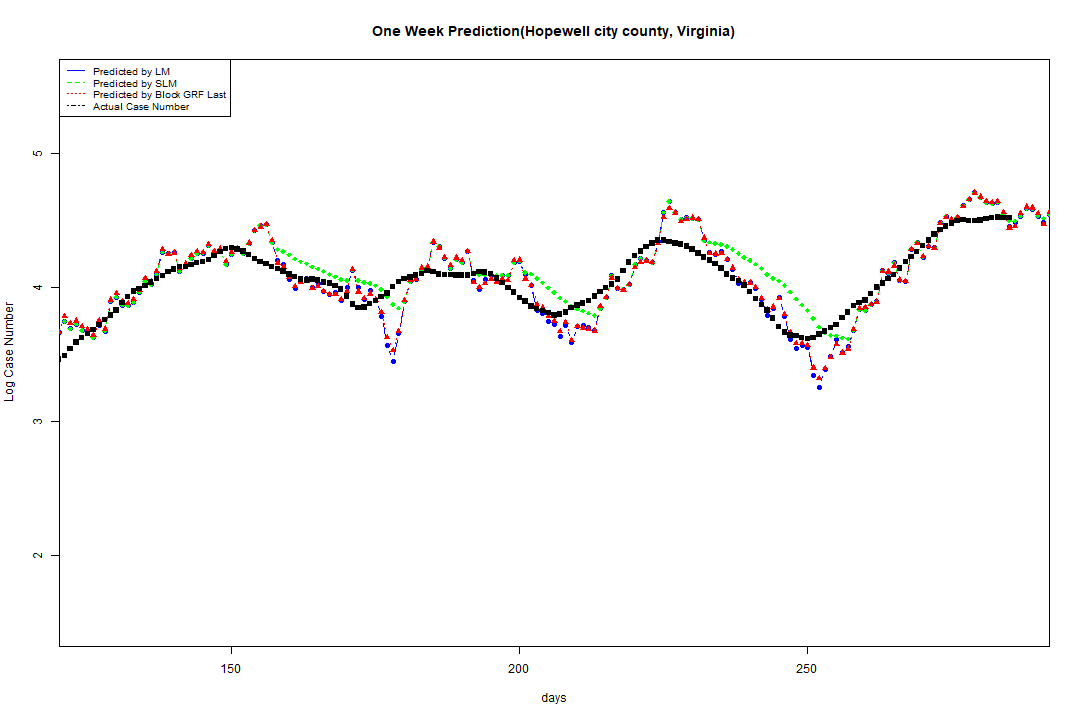 One Week Prediction(Hopewell city county, Virginia)
Predicted by LM
Predicted by SLM
Predicted by Block GRF Last
Actual Case Number
5
4
3
2
Log Case Number
150
200
250
days